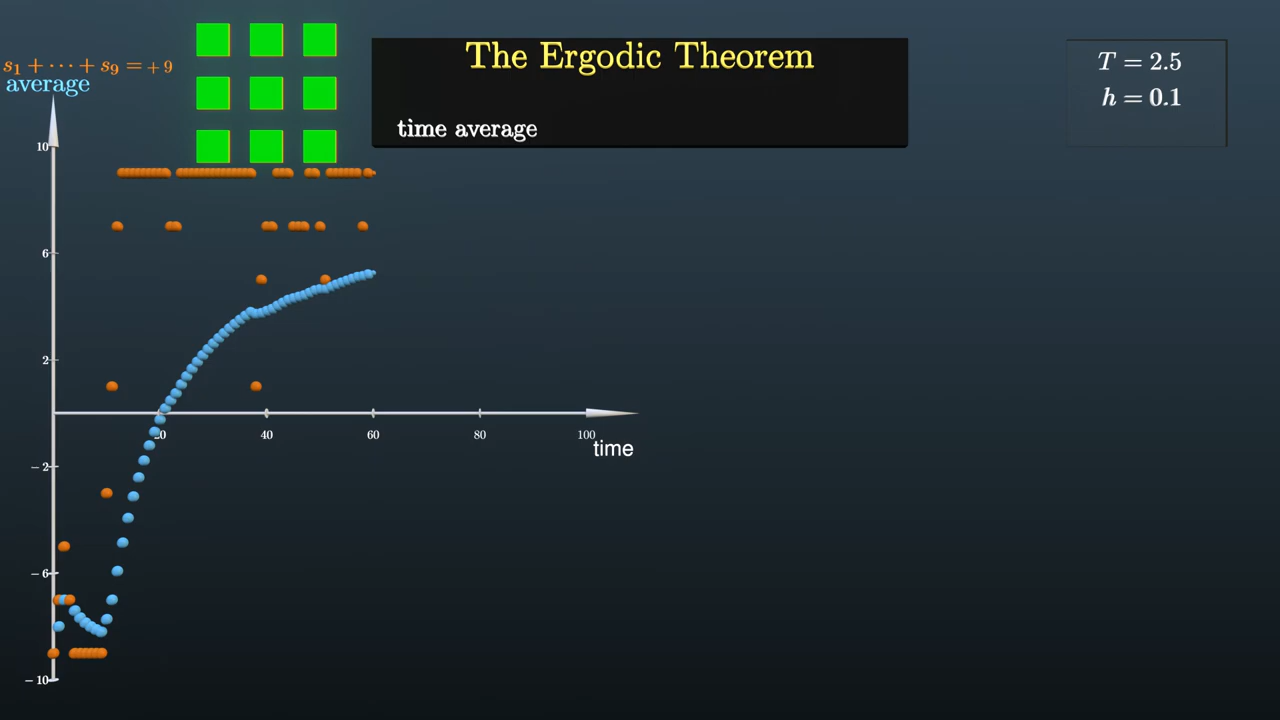 The Ergodic Theorem
T = 2.5
s₁ + ⋯ + s₉ = + 9
average
h = 0.1
time average
10
6
2
20
40
60
80
100
time
− 2
− 6
− 10